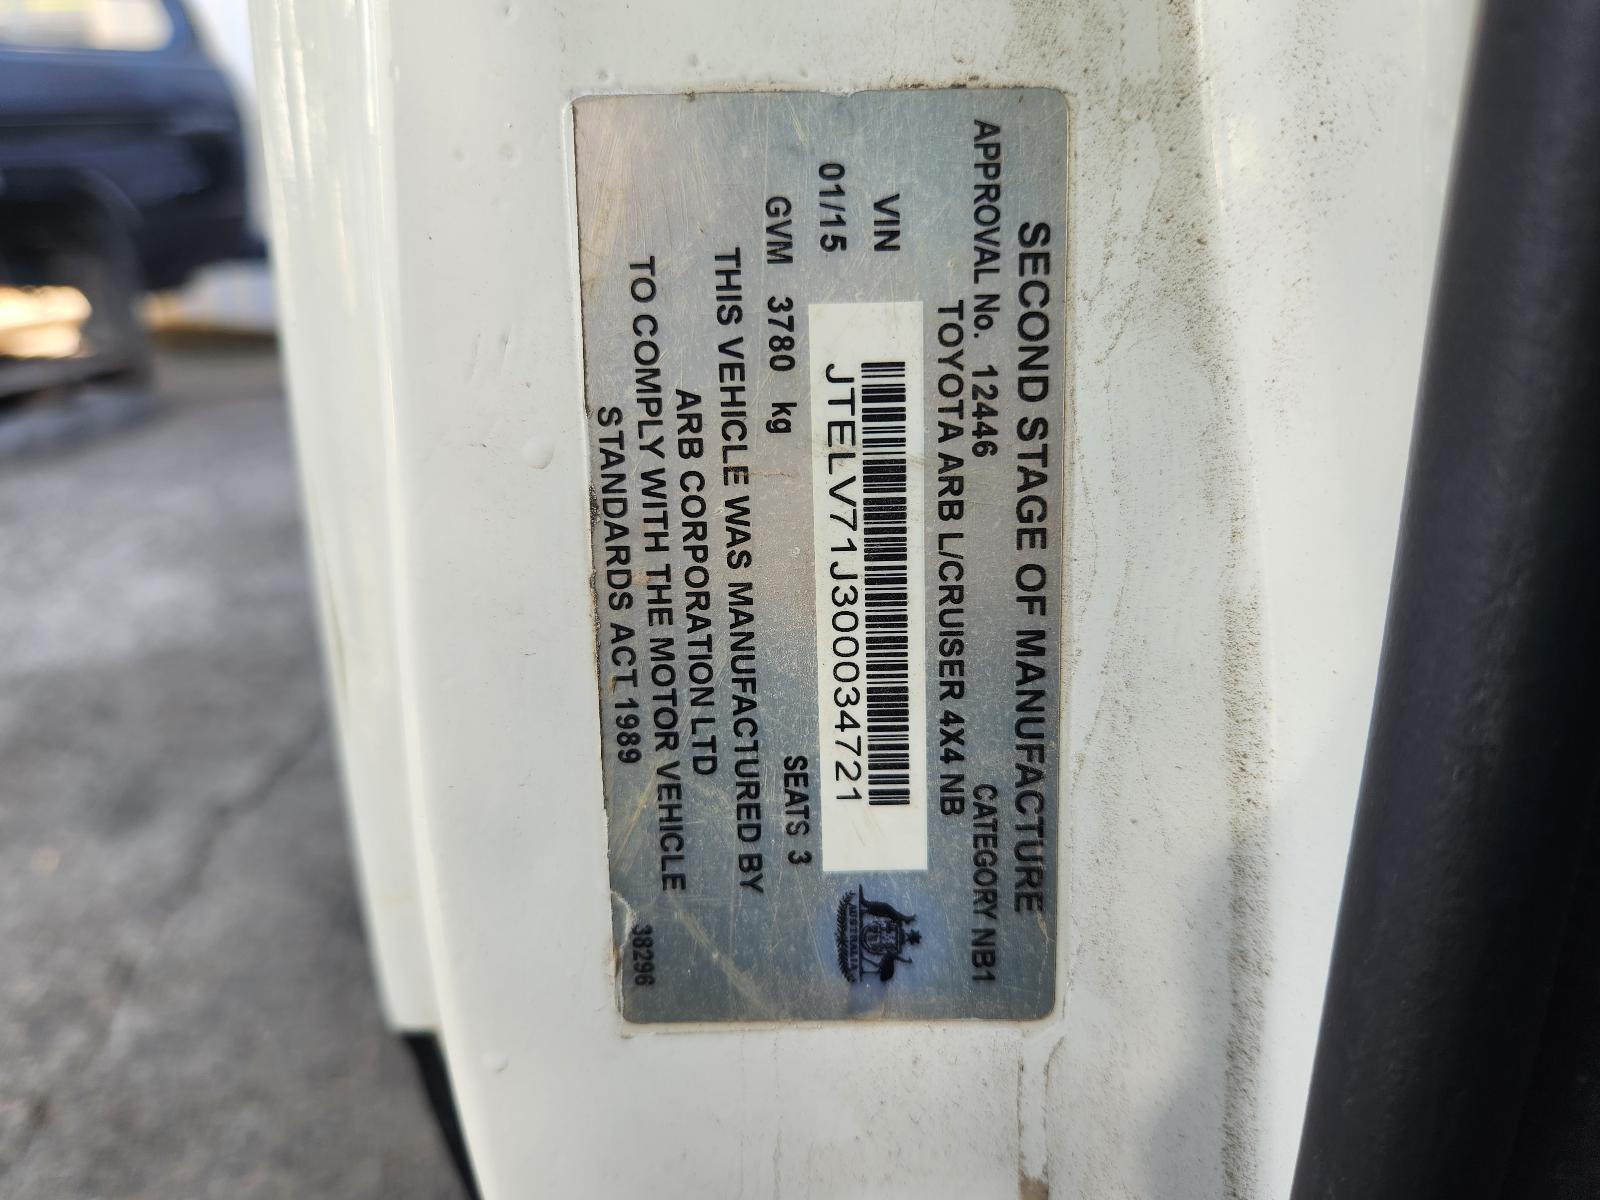 SECOND STAGE OF MANUFACTURE
APPROVAL No. 12446 CATEGORY NB1
TOYOTA ARB L/CRUISER 4X4 NB
VIN
01/15 JTELV71J300034721
AUSTRALIA
GVM 3780 kg SEATS 3
THIS VEHICLE WAS MANUFACTURED BY
ARB CORPORATION LTD
TO COMPLY WITH THE MOTOR VEHICLE
STANDARDS ACT 1989
38296